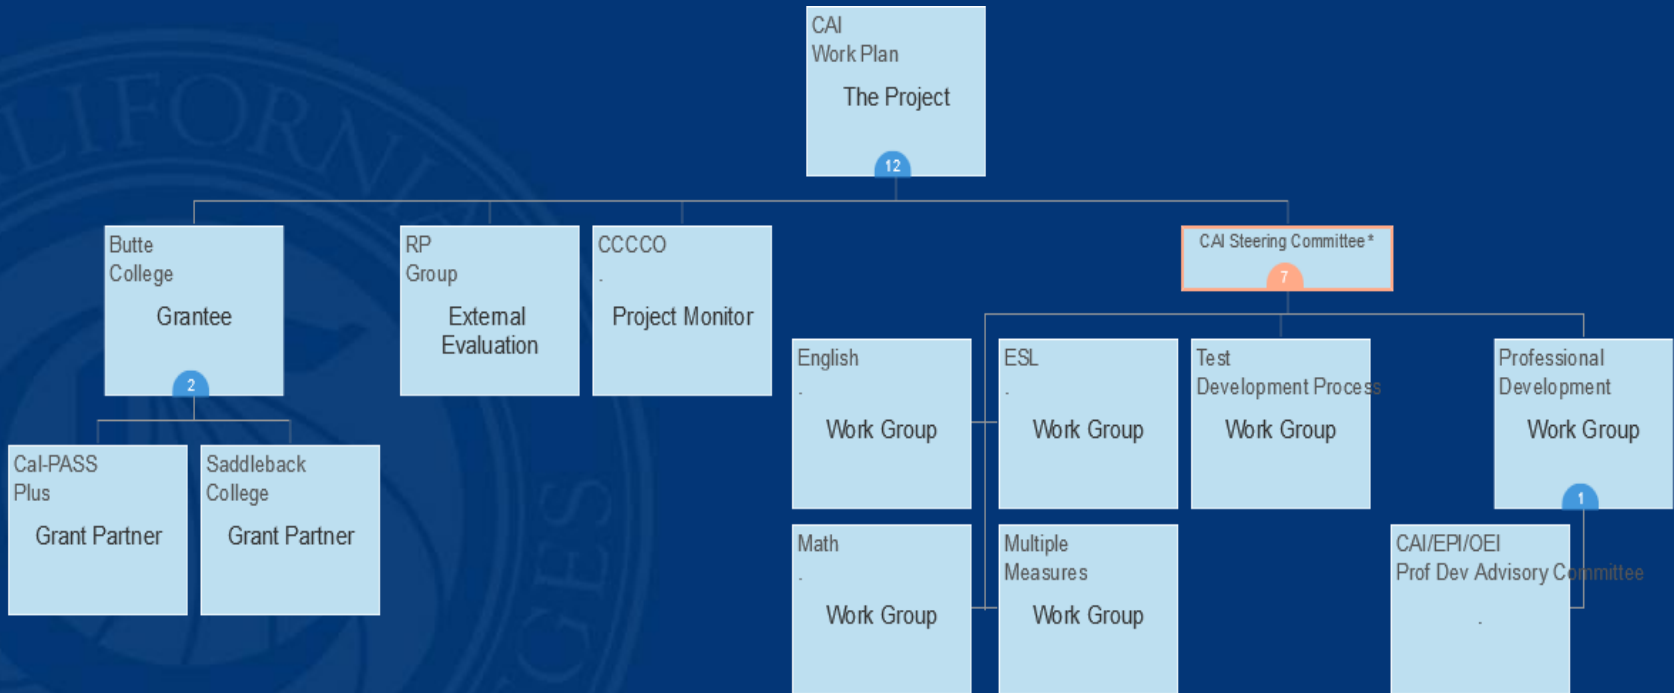 CAI
Work Plan
The Project
12
Butte
College
Grantee
2
RP
Group
External
Evaluation
CCCCO
.
Project Monitor
CAI Steering Committee *
7
Cal-PASS
Plus
Grant Partner
Saddleback
College
Grant Partner
English
.
Work Group
ESL
.
Work Group
Test
Development Process
Work Group
Professional
Development
Work Group
1
Math
.
Work Group
Multiple
Measures
Work Group
CAI/EPI/OEI
Prof Dev Advisory Committee
.
LIFORNIA
GES